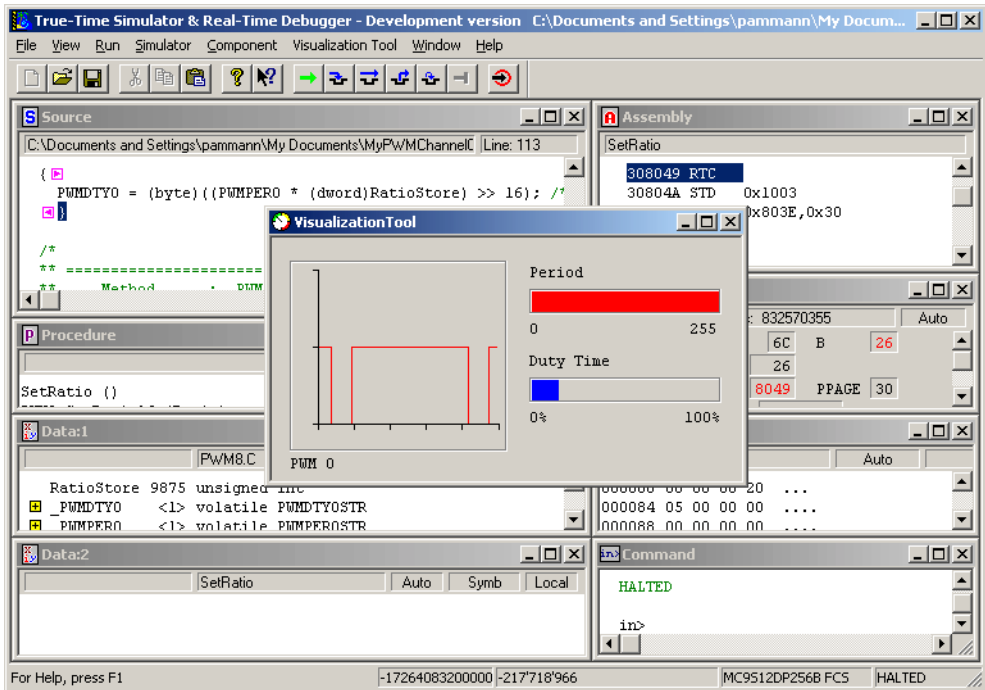 True-Time Simulator & Real-Time Debugger - Development version C:\Documents and Settings\pammann\My Docum...
File View Run Simulator Component Visualization Tool Window Help
Source
C:\Documents and Settings\pammann\My Documents\MyPWMChannelC Line: 113
{
PWMDTY0 = (byte)((PWMPER0 * (dword)RatioStore) >> 16); /*
}
/*
** ========================
** Method : PWM
Assembly
SetRatio
308049 RTC
30804A STD 0x1003
0x803E,0x30
VisualizationTool
Period
0 255
Duty Time
0% 100%
PWM 0
Procedure
SetRatio ()
832570355 Auto
6C B 26
26
8049 PPAGE 30
Data:1
PWM8.C
RatioStore 9875 unsigned int
_PWMDTY0 <1> volatile PWMDTY0STR
_PWMPER0 <1> volatile PWMPER0STR
Auto
000080 00 00 00 20 ...
000084 05 00 00 00 ....
000088 00 00 00 00 ....
Data:2
SetRatio Auto Symb Local
Command
HALTED
in>
For Help, press F1 -17264083200000 -217'718'966 MC9S12DP256B FCS HALTED